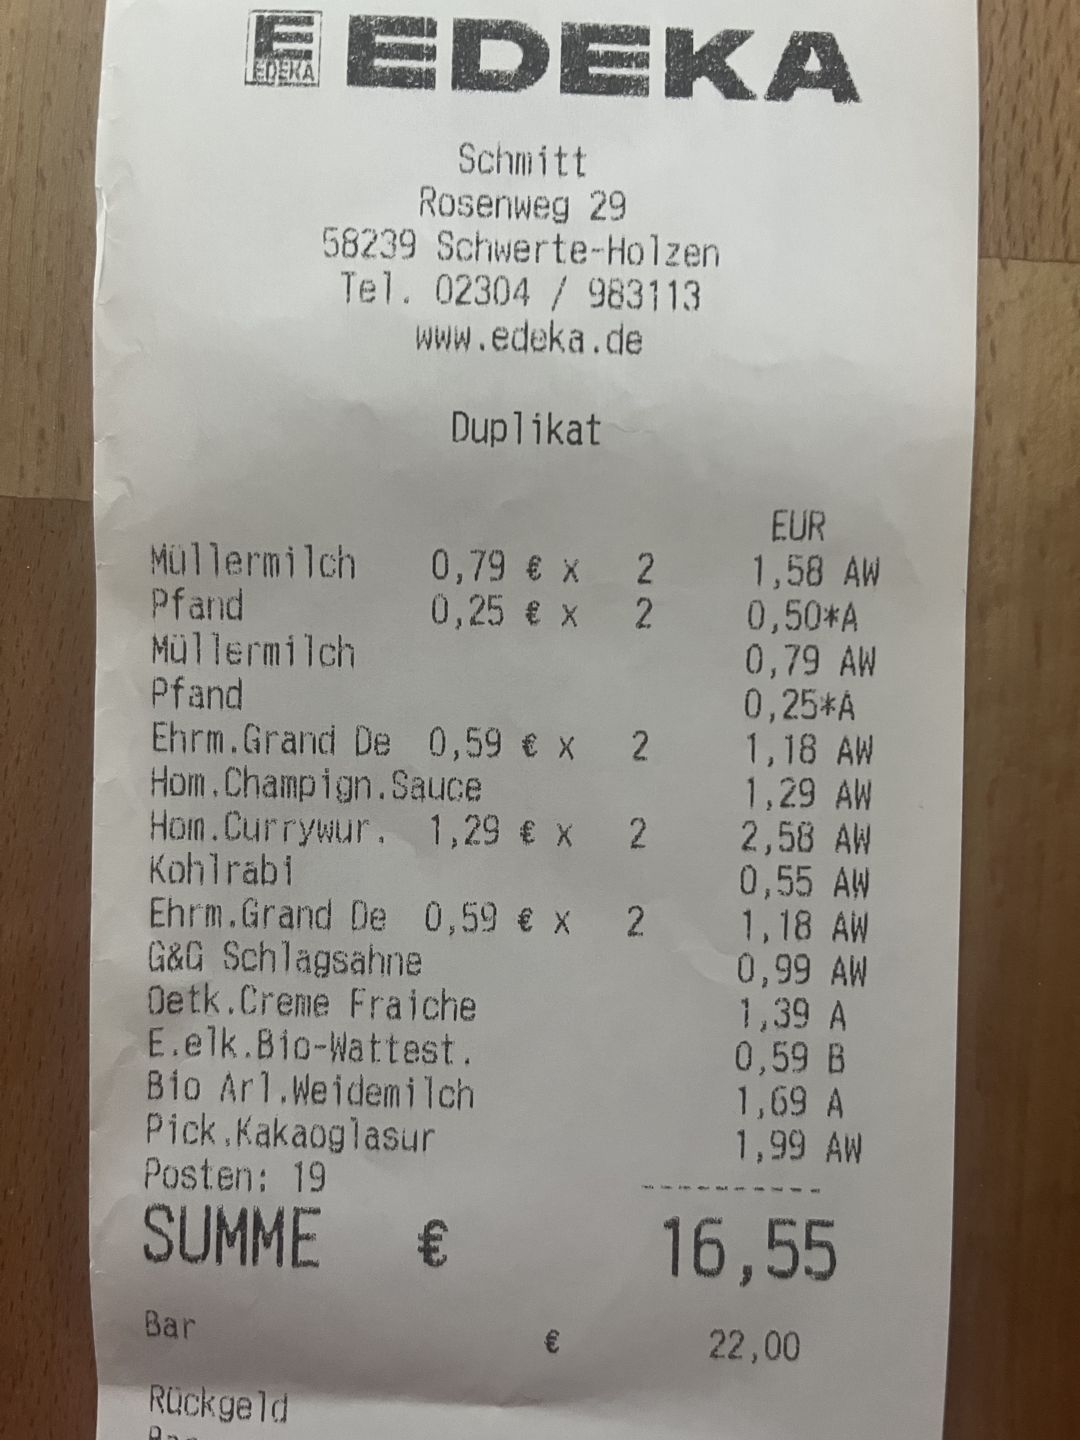 EDEKA EDEKA
Schmitt
Rosenweg 29
58239 Schwerte-Holzen
Tel. 02304 / 983113
www.edeka.de
Duplikat
EUR
Müllermilch 0,79 € x 2 1,58 AW
Pfand 0,25 € x 2 0,50*A
Müllermilch 0,79 AW
Pfand 0,25*A
Ehrm.Grand De 0,59 € x 2 1,18 AW
Hom.Champign.Sauce 1,29 AW
Hom.Currywur. 1,29 € x 2 2,58 AW
Kohlrabi 0,55 AW
Ehrm.Grand De 0,59 € x 2 1,18 AW
G&G Schlagsahne 0,99 AW
Oetk.Creme Fraiche 1,39 A
E.elk.Bio-Wattest. 0,59 B
Bio Arl.Weidemilch 1,69 A
Pick.Kakaoglasur 1,99 AW
Posten: 19
SUMME € 16,55
Bar € 22,00
Rückgeld